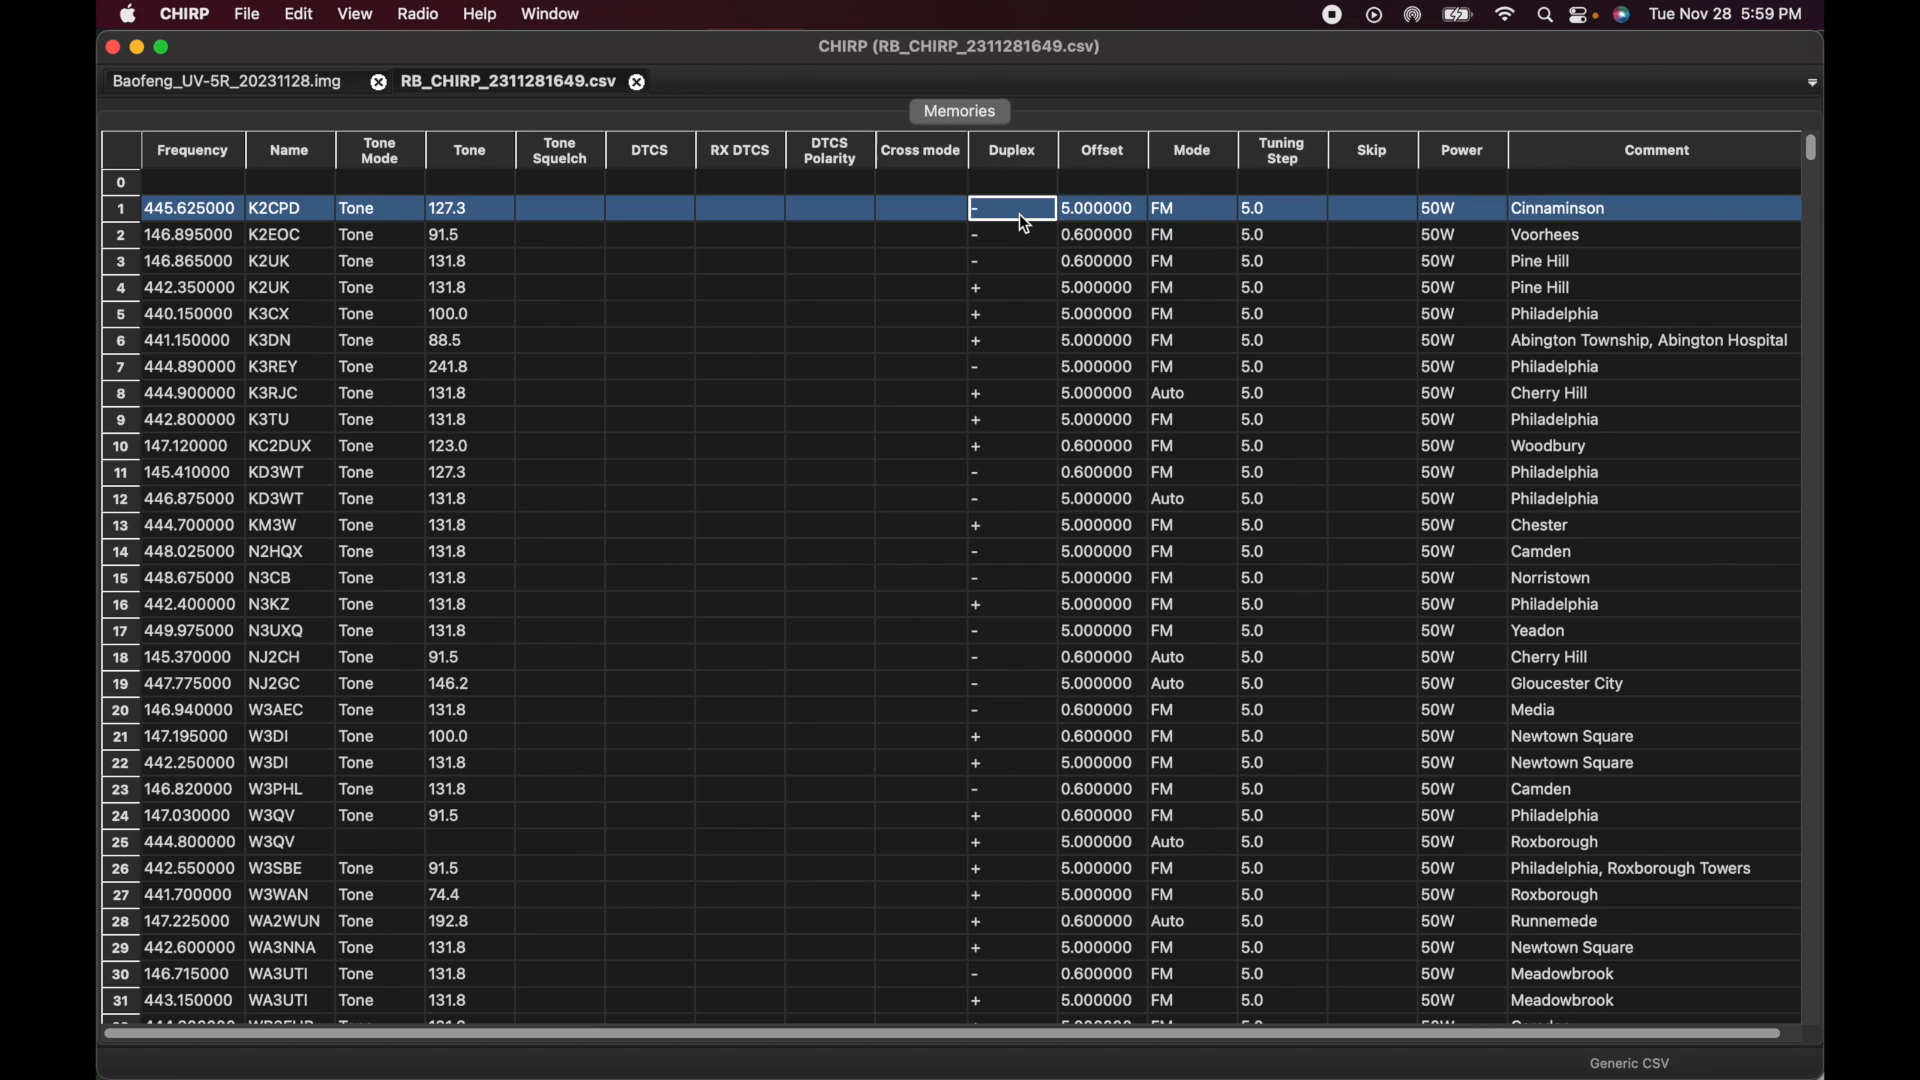 CHIRP File Edit View Radio Help Window Tue Nov 28 5:59 PM
CHIRP (RB_CHIRP_2311281649.csv)
Baofeng_UV-5R_20231128.img RB_CHIRP_2311281649.csv
Memories
Frequency Name Tone Mode Tone Tone Squelch DTCS RX DTCS DTCS Polarity Cross mode Duplex Offset Mode Tuning Step Skip Power Comment
0
1 445.625000 K2CPD Tone 127.3 - 5.000000 FM 5.0 50W Cinnaminson
2 146.895000 K2EOC Tone 91.5 - 0.600000 FM 5.0 50W Voorhees
3 146.865000 K2UK Tone 131.8 - 0.600000 FM 5.0 50W Pine Hill
4 442.350000 K2UK Tone 131.8 + 5.000000 FM 5.0 50W Pine Hill
5 440.150000 K3CX Tone 100.0 + 5.000000 FM 5.0 50W Philadelphia
6 441.150000 K3DN Tone 88.5 + 5.000000 FM 5.0 50W Abington Township, Abington Hospital
7 444.890000 K3REY Tone 241.8 - 5.000000 FM 5.0 50W Philadelphia
8 444.900000 K3RJC Tone 131.8 + 5.000000 Auto 5.0 50W Cherry Hill
9 442.800000 K3TU Tone 131.8 + 5.000000 FM 5.0 50W Philadelphia
10 147.120000 KC2DUX Tone 123.0 + 0.600000 FM 5.0 50W Woodbury
11 145.410000 KD3WT Tone 127.3 - 0.600000 FM 5.0 50W Philadelphia
12 446.875000 KD3WT Tone 131.8 - 5.000000 Auto 5.0 50W Philadelphia
13 444.700000 KM3W Tone 131.8 + 5.000000 FM 5.0 50W Chester
14 448.025000 N2HQX Tone 131.8 - 5.000000 FM 5.0 50W Camden
15 448.675000 N3CB Tone 131.8 - 5.000000 FM 5.0 50W Norristown
16 442.400000 N3KZ Tone 131.8 + 5.000000 FM 5.0 50W Philadelphia
17 449.975000 N3UXQ Tone 131.8 - 5.000000 FM 5.0 50W Yeadon
18 145.370000 NJ2CH Tone 91.5 - 0.600000 Auto 5.0 50W Cherry Hill
19 447.775000 NJ2GC Tone 146.2 - 5.000000 Auto 5.0 50W Gloucester City
20 146.940000 W3AEC Tone 131.8 - 0.600000 FM 5.0 50W Media
21 147.195000 W3DI Tone 100.0 + 0.600000 FM 5.0 50W Newtown Square
22 442.250000 W3DI Tone 131.8 + 5.000000 FM 5.0 50W Newtown Square
23 146.820000 W3PHL Tone 131.8 - 0.600000 FM 5.0 50W Camden
24 147.030000 W3QV Tone 91.5 + 0.600000 FM 5.0 50W Philadelphia
25 444.800000 W3QV + 5.000000 Auto 5.0 50W Roxborough
26 442.550000 W3SBE Tone 91.5 + 5.000000 FM 5.0 50W Philadelphia, Roxborough Towers
27 441.700000 W3WAN Tone 74.4 + 5.000000 FM 5.0 50W Roxborough
28 147.225000 WA2WUN Tone 192.8 + 0.600000 Auto 5.0 50W Runnemede
29 442.600000 WA3NNA Tone 131.8 + 5.000000 FM 5.0 50W Newtown Square
30 146.715000 WA3UTI Tone 131.8 - 0.600000 FM 5.0 50W Meadowbrook
31 443.150000 WA3UTI Tone 131.8 + 5.000000 FM 5.0 50W Meadowbrook
Generic CSV